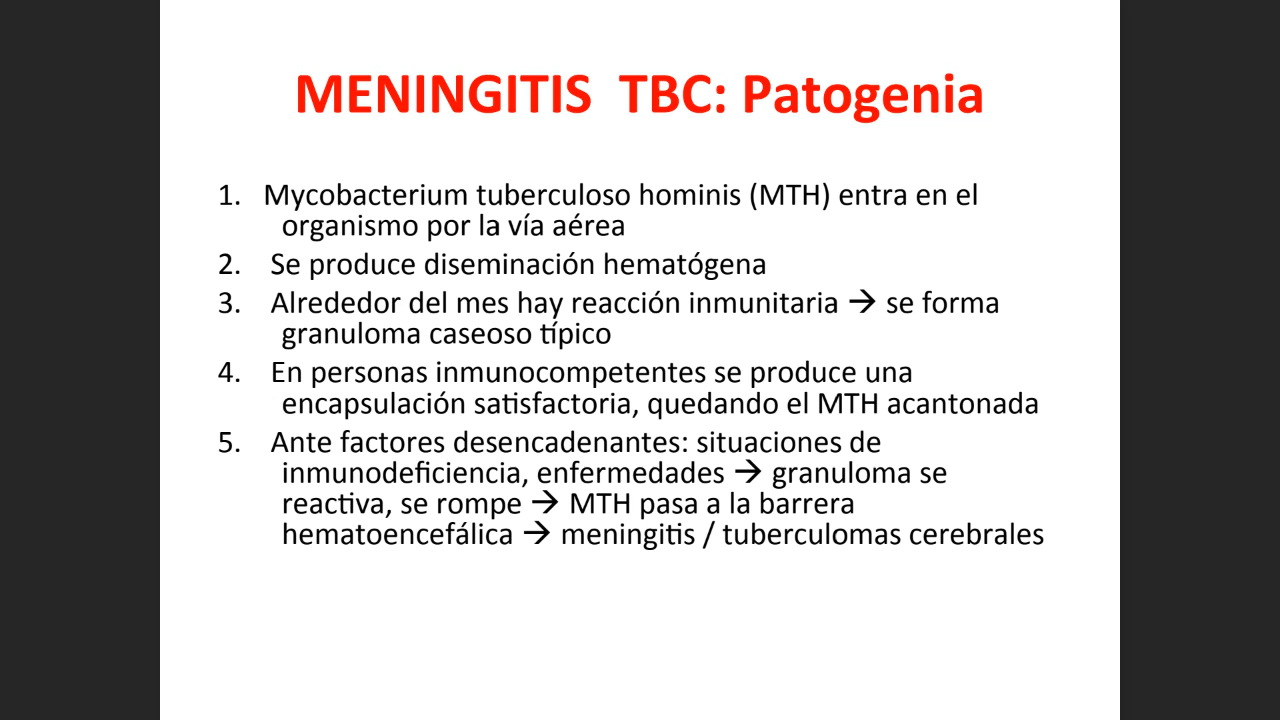 MENINGITIS TBC: Patogenia
1. Mycobacterium tuberculoso hominis (MTH) entra en el
organismo por la vía aérea
2. Se produce diseminación hematógena
3. Alrededor del mes hay reacción inmunitaria → se forma
granuloma caseoso típico
4. En personas inmunocompetentes se produce una
encapsulación satisfactoria, quedando el MTH acantonada
5. Ante factores desencadenantes: situaciones de
inmunodeficiencia, enfermedades → granuloma se
reactiva, se rompe → MTH pasa a la barrera
hematoencefálica → meningitis / tuberculomas cerebrales